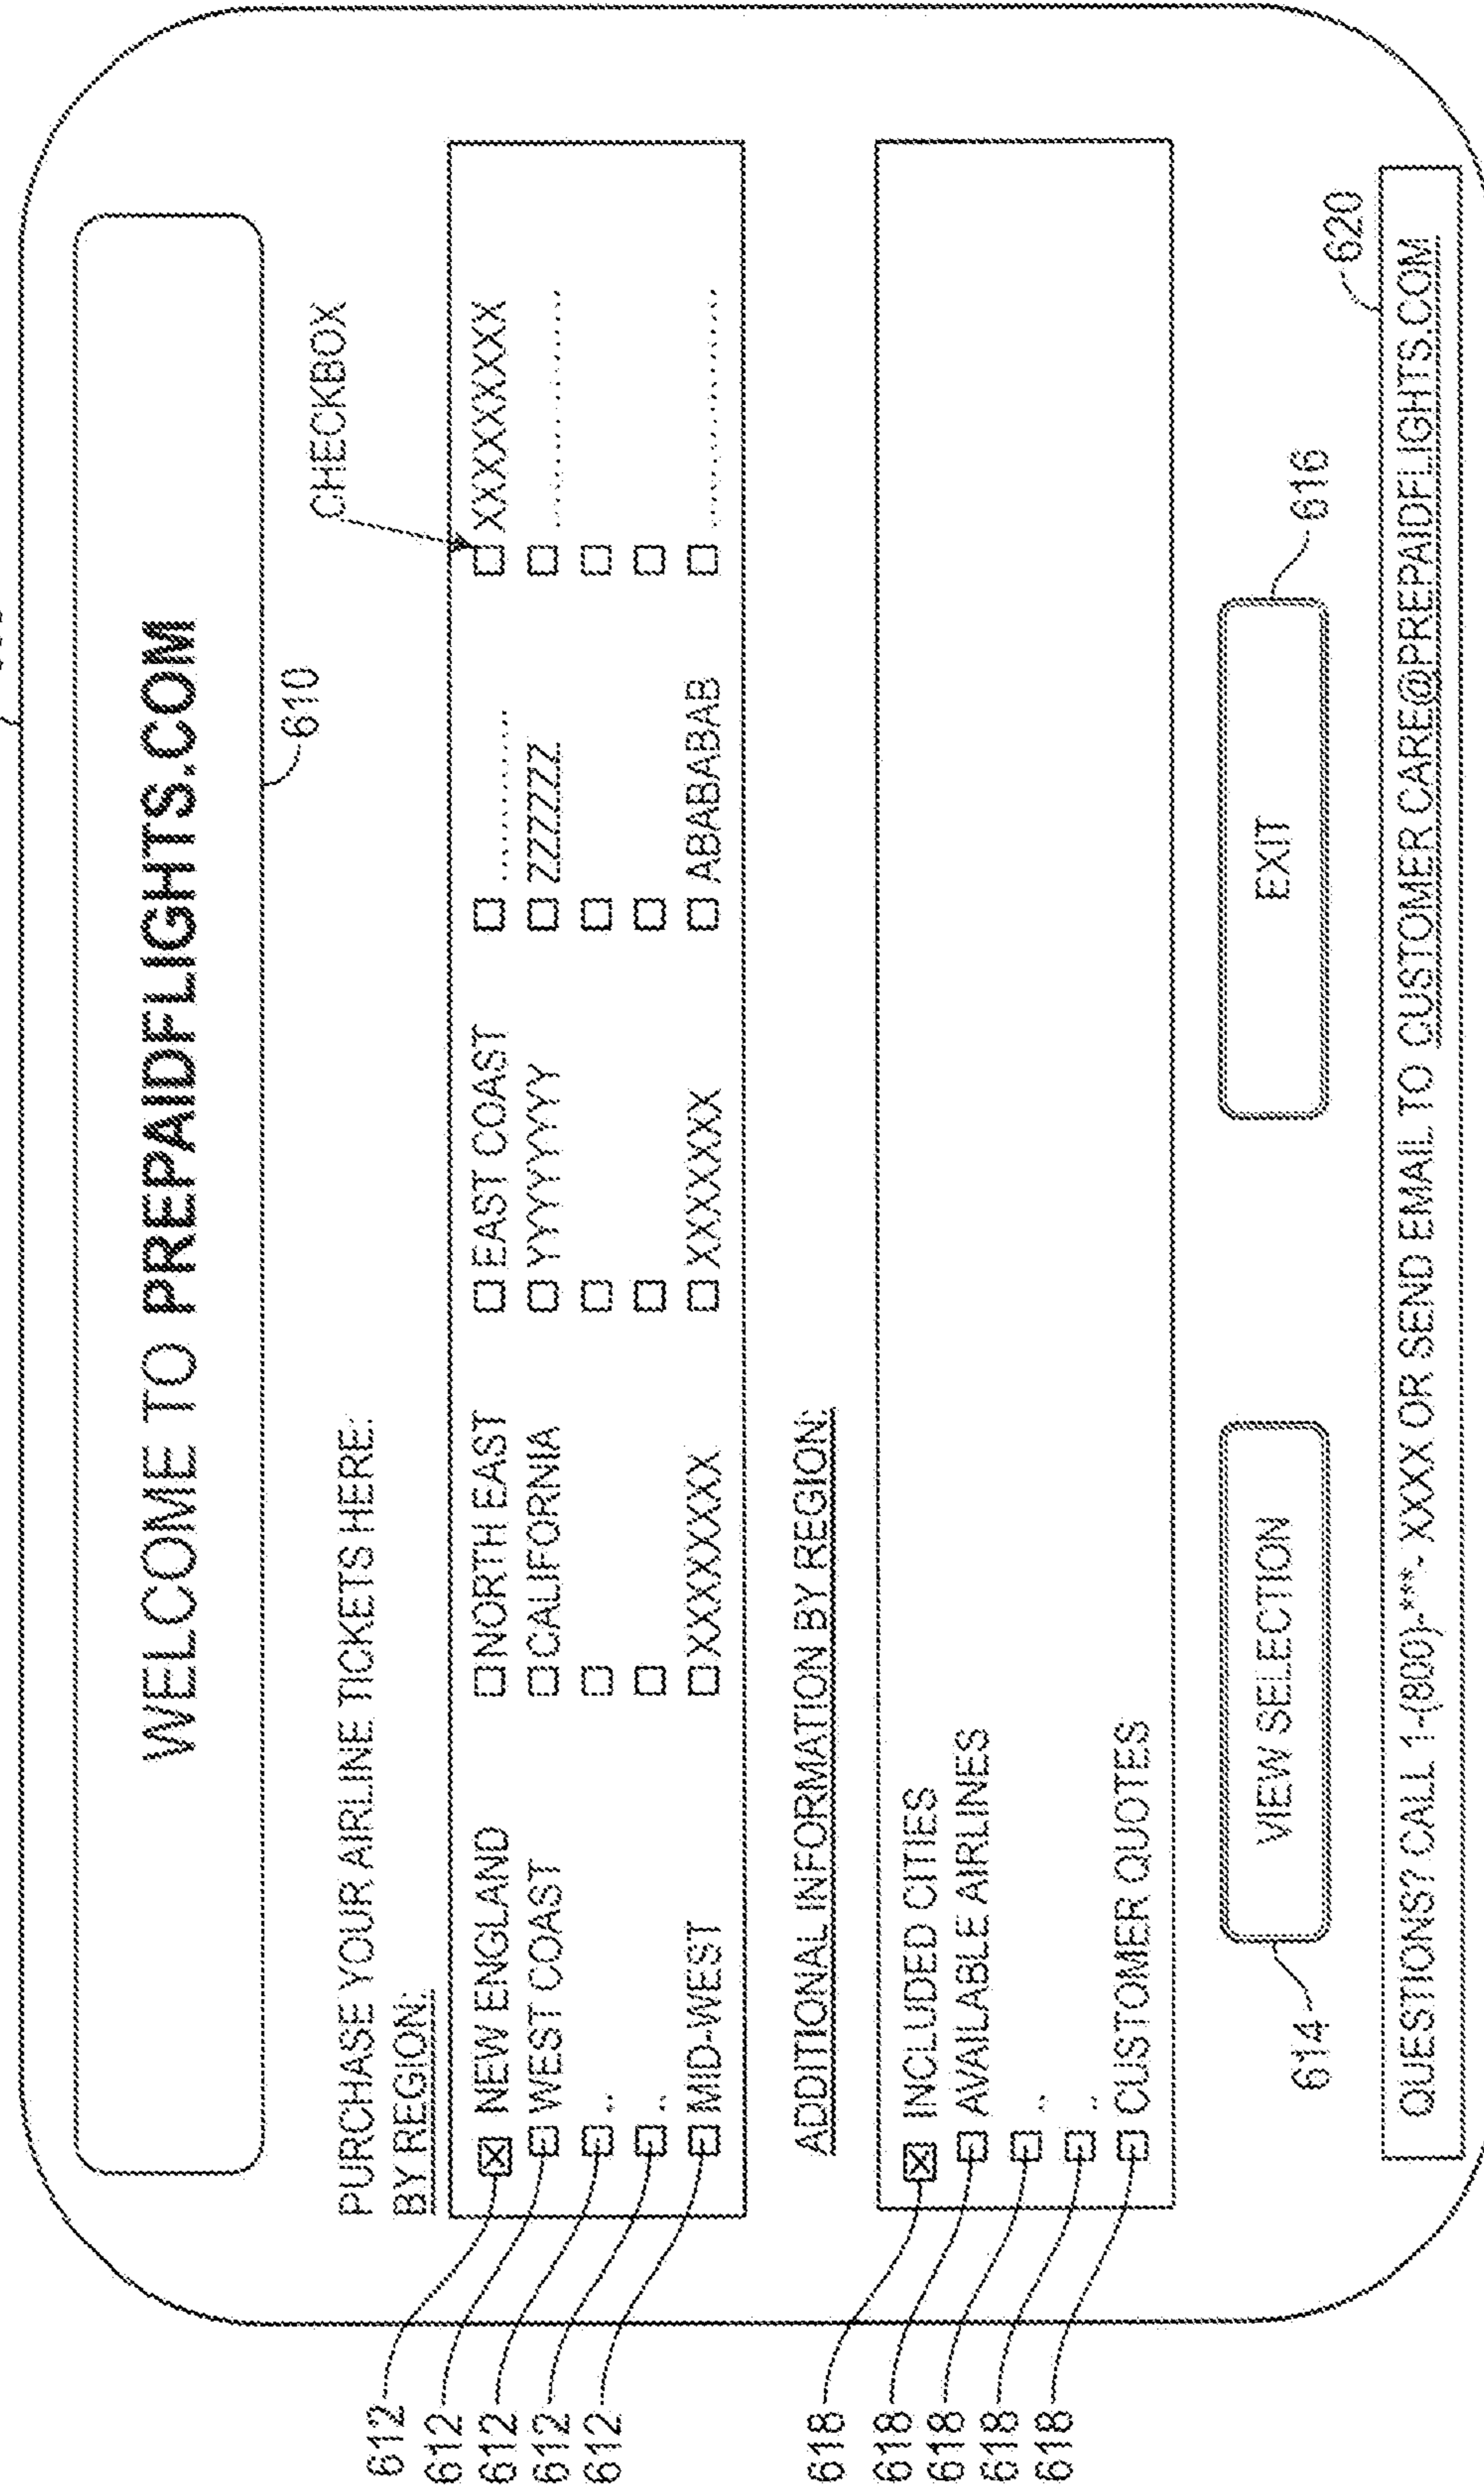 WELCOME TO PREPAIDFLIGHTS.COM
610
PURCHASE YOUR AIRLINE TICKETS HERE:
BY REGION:
CHECKBOX
612 NEW ENGLAND NORTH EAST EAST COAST ............ XXXXXXXX
612 WEST COAST CALIFORNIA YYYYYYY ZZZZZZZ
612
612
612 MID-WEST XXXXXXX XXXXXX ABABABAB
ADDITIONAL INFORMATION BY REGION:
618 INCLUDED CITIES
618 AVAILABLE AIRLINES
618
618
618 CUSTOMER QUOTES
614 VIEW SELECTION EXIT 616
620
QUESTIONS? CALL 1-(800)-***- XXXX OR SEND EMAIL TO CUSTOMER CARE@PREPAIDFLIGHTS.COM